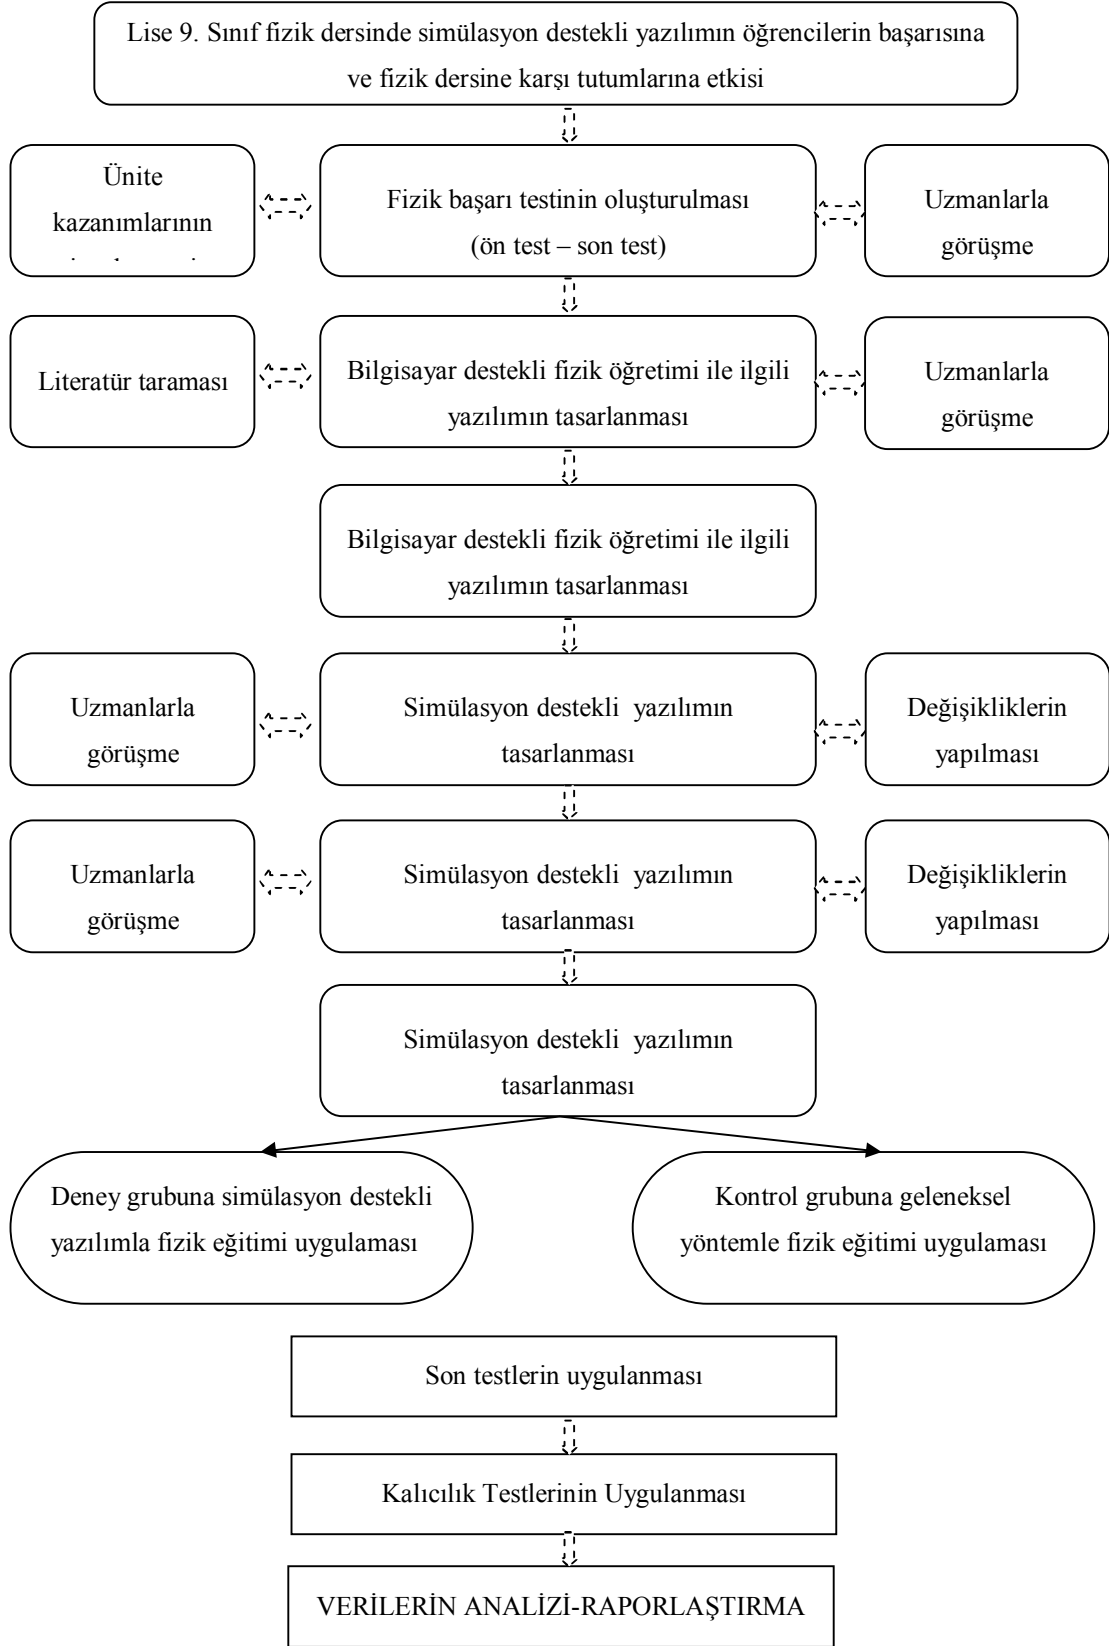 Lise 9. Sınıf fizik dersinde simülasyon destekli yazılımın öğrencilerin başarısına
ve fizik dersine karşı tutumlarına etkisi
Ünite
kazanımlarının
Fizik başarı testinin oluşturulması
(ön test – son test)
Uzmanlarla
görüşme
Literatür taraması
Bilgisayar destekli fizik öğretimi ile ilgili
yazılımın tasarlanması
Uzmanlarla
görüşme
Bilgisayar destekli fizik öğretimi ile ilgili
yazılımın tasarlanması
Uzmanlarla
görüşme
Simülasyon destekli yazılımın
tasarlanması
Değişikliklerin
yapılması
Uzmanlarla
görüşme
Simülasyon destekli yazılımın
tasarlanması
Değişikliklerin
yapılması
Simülasyon destekli yazılımın
tasarlanması
Deney grubuna simülasyon destekli
yazılımla fizik eğitimi uygulaması
Kontrol grubuna geleneksel
yöntemle fizik eğitimi uygulaması
Son testlerin uygulanması
Kalıcılık Testlerinin Uygulanması
VERİLERİN ANALİZİ-RAPORLAŞTIRMA